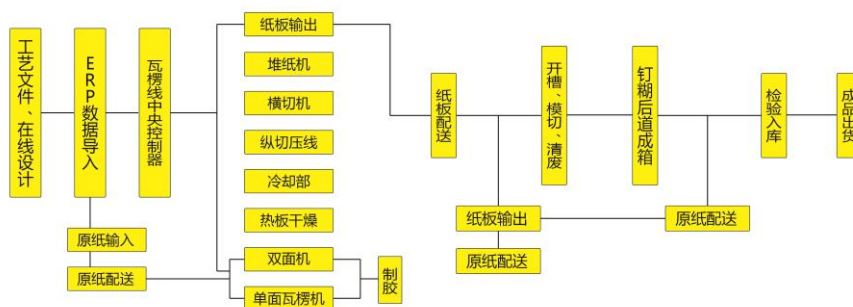 工艺文件、在线设计
ERP数据导入
瓦楞线中央控制器
纸板输出
堆纸机
横切机
纵切压线
冷却部
热板干燥
双面机
单面瓦楞机
原纸输入
原纸配送
制胶
纸板配送
开槽、模切、清废
钉糊后道成箱
检验入库
成品出货
纸板输出
原纸配送
原纸配送